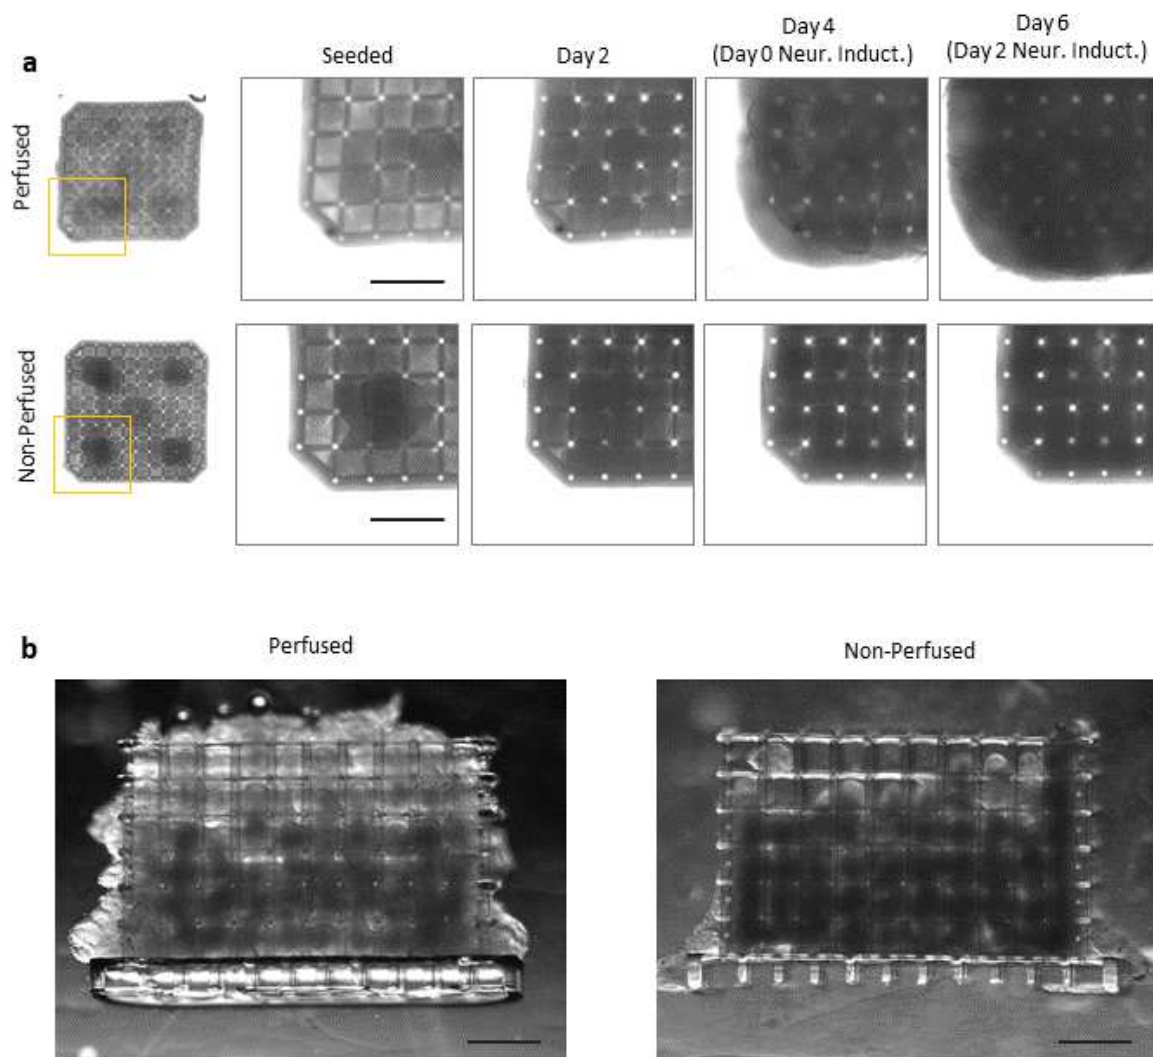 a
Seeded
Day 2
Day 4
(Day 0 Neur. Induct.)
Day 6
(Day 2 Neur. Induct.)
Perfused
Non-Perfused
b
Perfused
Non-Perfused